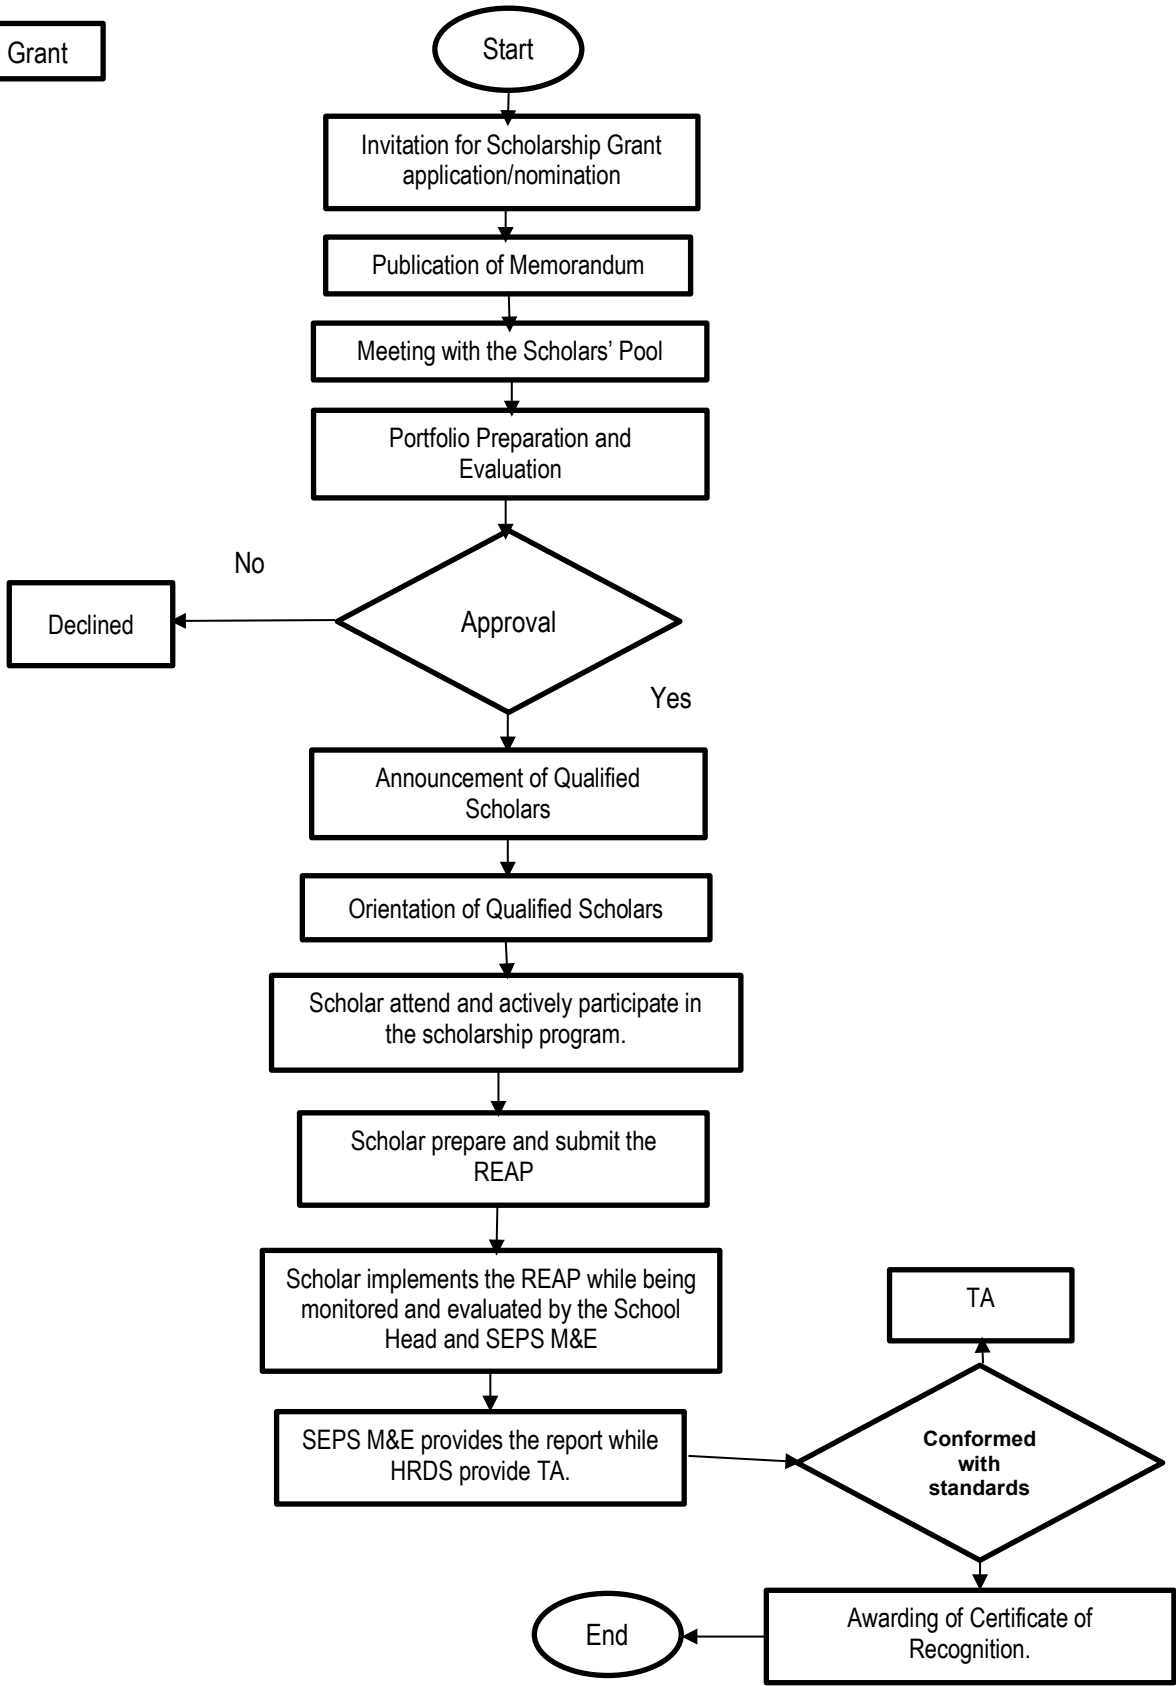 Grant
Start
Invitation for Scholarship Grant
application/nomination
Publication of Memorandum
Meeting with the Scholars’ Pool
Portfolio Preparation and
Evaluation
No
Declined
Approval
Yes
Announcement of Qualified
Scholars
Orientation of Qualified Scholars
Scholar attend and actively participate in
the scholarship program.
Scholar prepare and submit the
REAP
Scholar implements the REAP while being
monitored and evaluated by the School
Head and SEPS M&E
TA
SEPS M&E provides the report while
HRDS provide TA.
Conformed
with
standards
Awarding of Certificate of
Recognition.
End